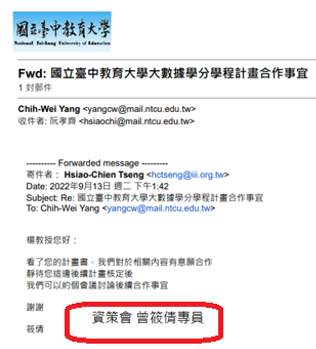 國立臺中教育大學
National Taichung University of Education
Fwd: 國立臺中教育大學大數據學分學程計畫合作事宜
1 封郵件
Chih-Wei Yang <yangcw@mail.ntcu.edu.tw>
收件者: 阮孝齊 <hsiaochi@mail.ntcu.edu.tw>
---------- Forwarded message ---------
寄件者： Hsiao-Chien Tseng <hctseng@iii.org.tw>
Date: 2022年9月13日 週二 下午1:42
Subject: Re: 國立臺中教育大學大數據學分學程計畫合作事宜
To: Chih-Wei Yang <yangcw@mail.ntcu.edu.tw>
楊教授您好：
看了您的計畫書，我們對於相關內容有意願合作
靜待您這邊後續計畫核定後
我們可以約個會議討論後續合作事宜
謝謝
筱倩
資策會 曾筱倩專員